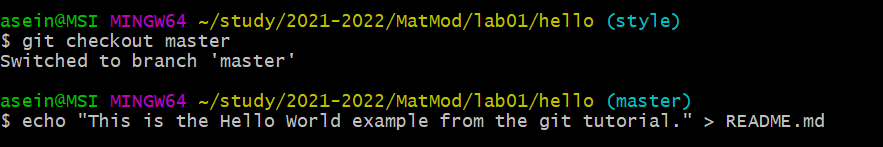 asein@MSI MINGW64 ~/study/2021-2022/MatMod/lab01/hello (style)
$ git checkout master
Switched to branch 'master'
asein@MSI MINGW64 ~/study/2021-2022/MatMod/lab01/hello (master)
$ echo "This is the Hello World example from the git tutorial." > README.md